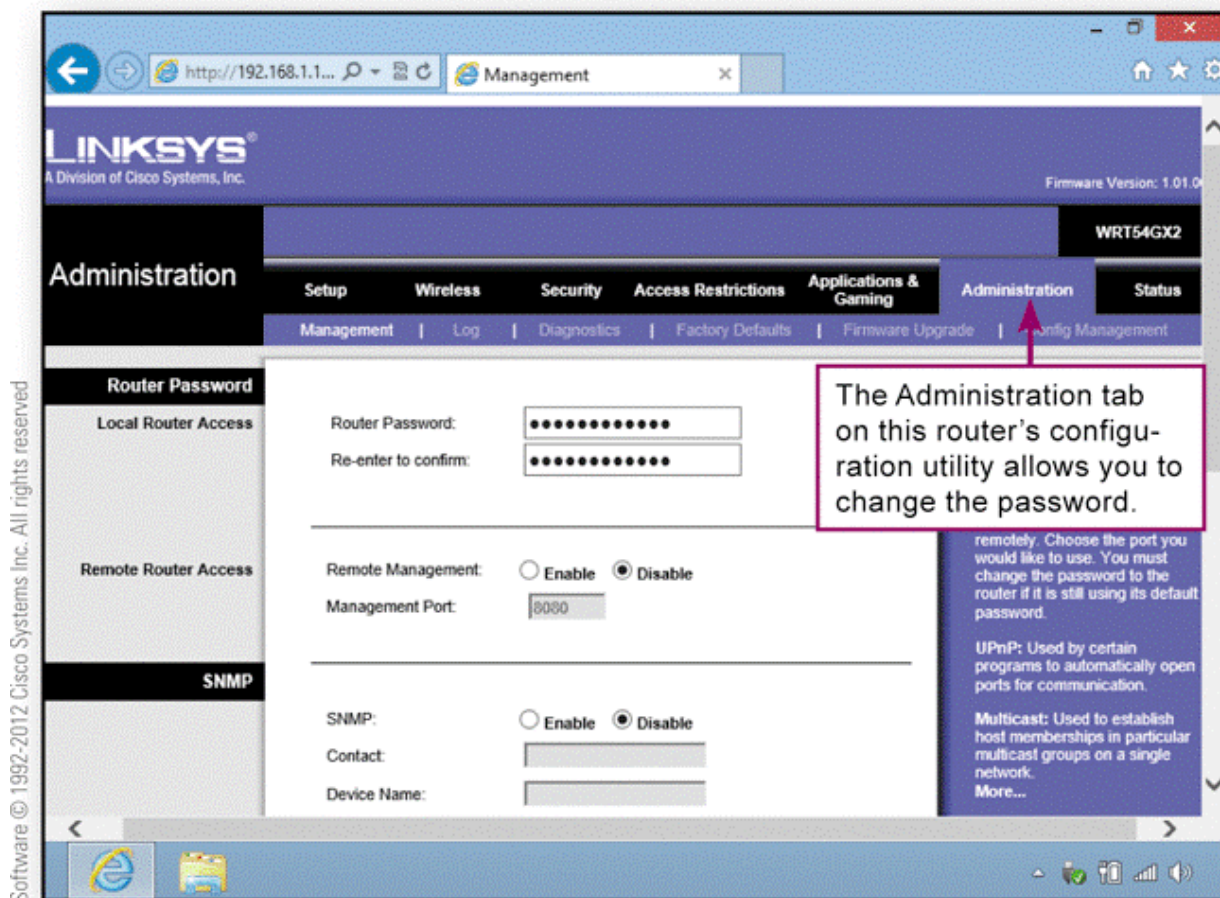 http://192.168.1.1...
Management
LINKSYS®
A Division of Cisco Systems, Inc.
Firmware Version: 1.01.0
WRT54GX2
Administration
Setup Wireless Security Access Restrictions Applications & Gaming Administration Status
Management | Log | Diagnostics | Factory Defaults | Firmware Upgrade | Config Management
The Administration tab
on this router's configu-
ration utility allows you to
change the password.
Router Password
Local Router Access
Router Password:
Re-enter to confirm:
Remote Router Access
Remote Management: Enable Disable
Management Port: 8080
SNMP
SNMP: Enable Disable
Contact:
Device Name:
remotely. Choose the port you
would like to use. You must
change the password to the
router if it is still using its default
password.
UPnP: Used by certain
programs to automatically open
ports for communication.
Multicast: Used to establish
host memberships in particular
multicast groups on a single
network.
More...
Software © 1992-2012 Cisco Systems Inc. All rights reserved